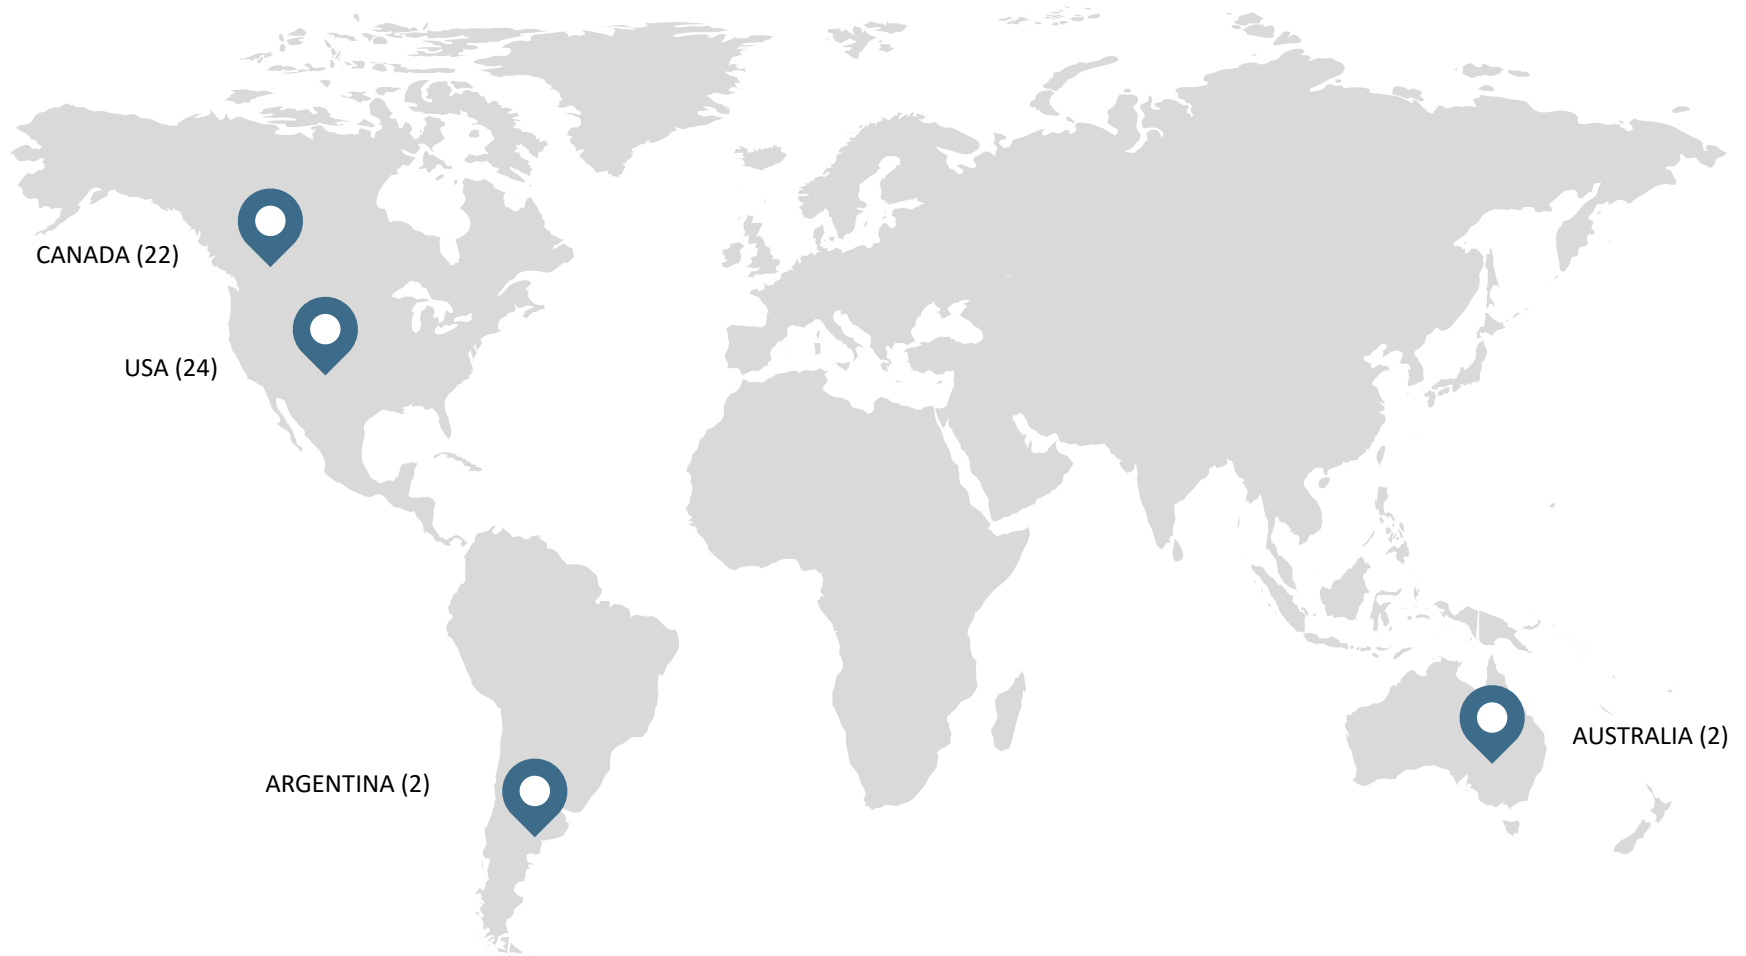 CANADA (22)
USA (24)
AUSTRALIA (2)
ARGENTINA (2)